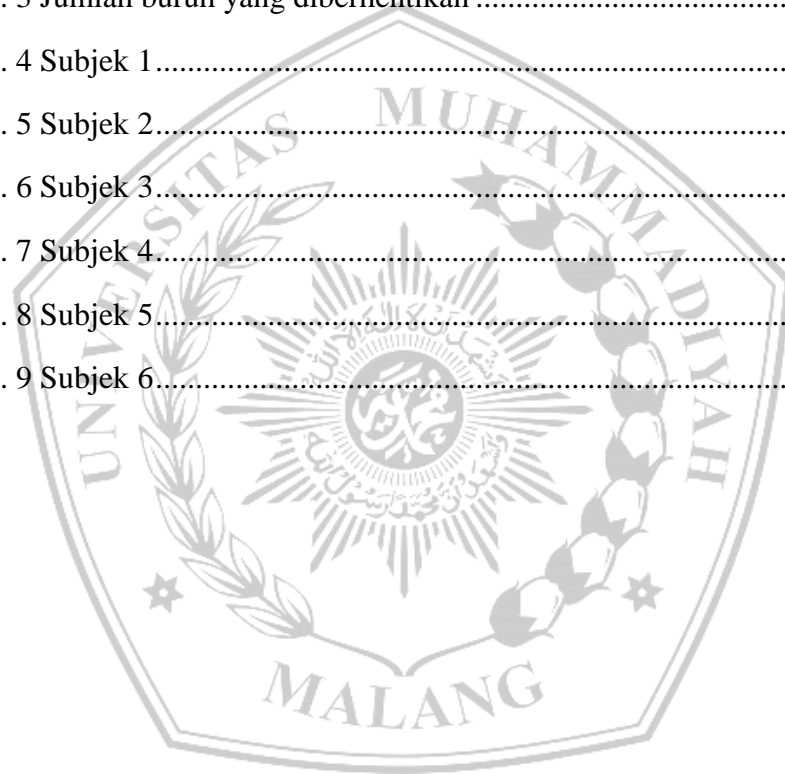 . 3 Jumlah buruh yang diberhentikan ...........................................
. 4 Subjek 1....................................................................................
. 5 Subjek 2....................................................................................
. 6 Subjek 3....................................................................................
. 7 Subjek 4....................................................................................
. 8 Subjek 5....................................................................................
. 9 Subjek 6....................................................................................
UNIVERSITAS MUHAMMADIYAH
MALANG